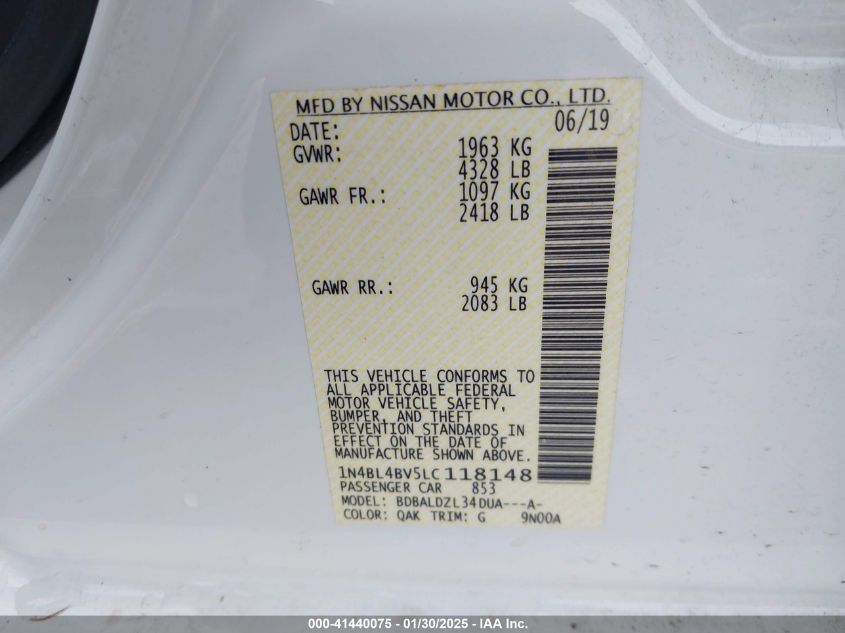 MFD BY NISSAN MOTOR CO., LTD.
DATE: 06/19
GVWR: 1963 KG
4328 LB
GAWR FR.: 1097 KG
2418 LB
GAWR RR.: 945 KG
2083 LB
THIS VEHICLE CONFORMS TO
ALL APPLICABLE FEDERAL
MOTOR VEHICLE SAFETY,
BUMPER, AND THEFT
PREVENTION STANDARDS IN
EFFECT ON THE DATE OF
MANUFACTURE SHOWN ABOVE.
1N4BL4BV5LC118148
PASSENGER CAR 853
MODEL: BDBALDZL34DUA---A-
COLOR: QAK TRIM: G 9N00A
000-41440075 - 01/30/2025 - IAA Inc.